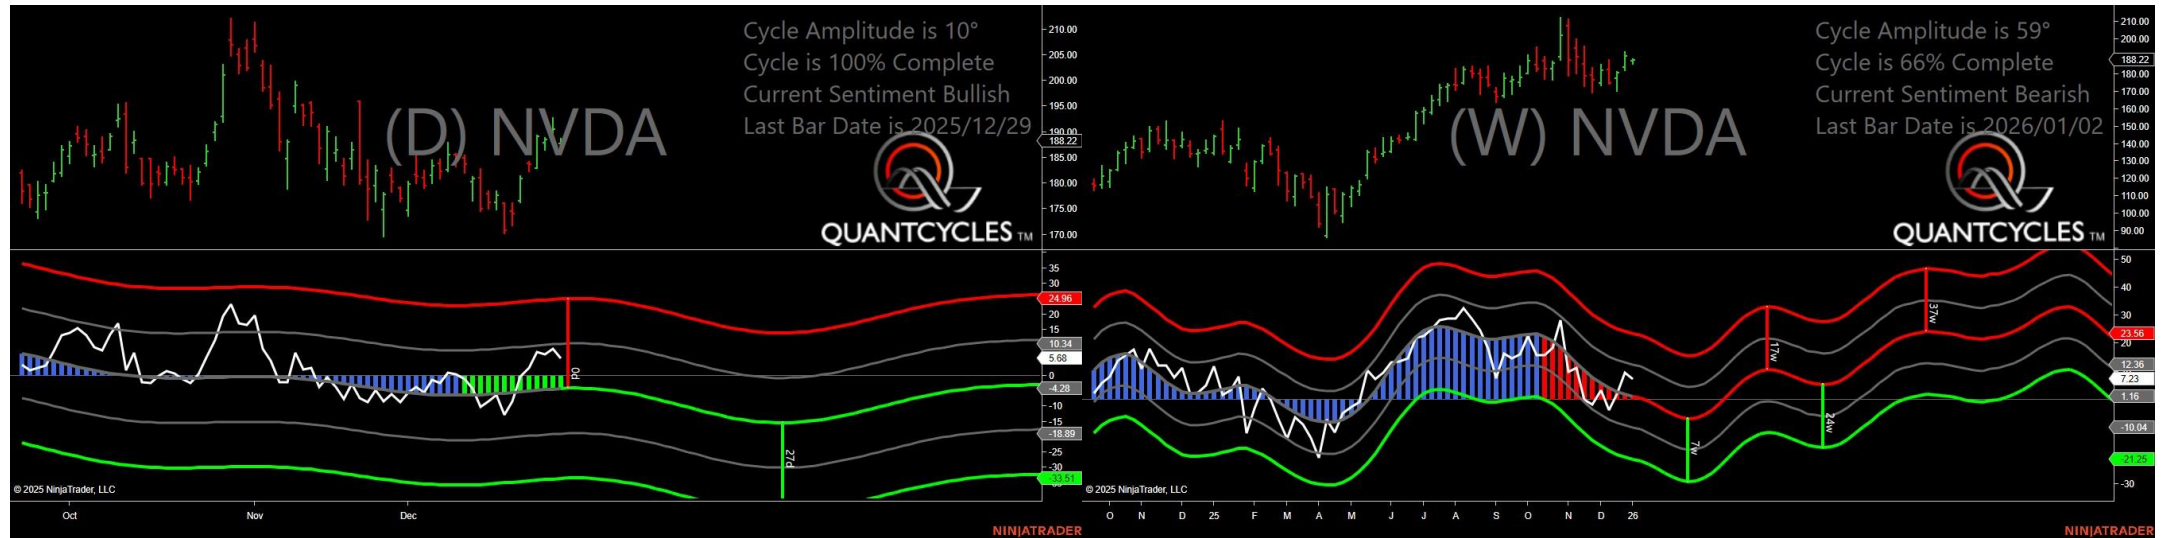 Cycle Amplitude is 10°
Cycle is 100% Complete
Current Sentiment Bullish
Last Bar Date is 2025/12/29
(D) NVDA
QUANTCYCLES TM
210.00
205.00
200.00
195.00
190.00
188.22
185.00
180.00
175.00
170.00
35
24.96
20
15
10.34
5.68
0
-4.28
-10
-15
-18.89
-25
-30
-33.51
0d
27d
© 2025 NinjaTrader, LLC
Oct Nov Dec
NINJATRADER
Cycle Amplitude is 59°
Cycle is 66% Complete
Current Sentiment Bearish
Last Bar Date is 2026/01/02
(W) NVDA
QUANTCYCLES TM
210.00
200.00
188.22
180.00
170.00
160.00
150.00
140.00
130.00
120.00
110.00
100.00
90.00
50
40
30
23.56
20
12.36
7.23
1.16
-10.04
-21.25
-30
7w
17w
24w
37w
© 2025 NinjaTrader, LLC
O N D 25 F M A M J J A S O N D 26
NINJATRADER